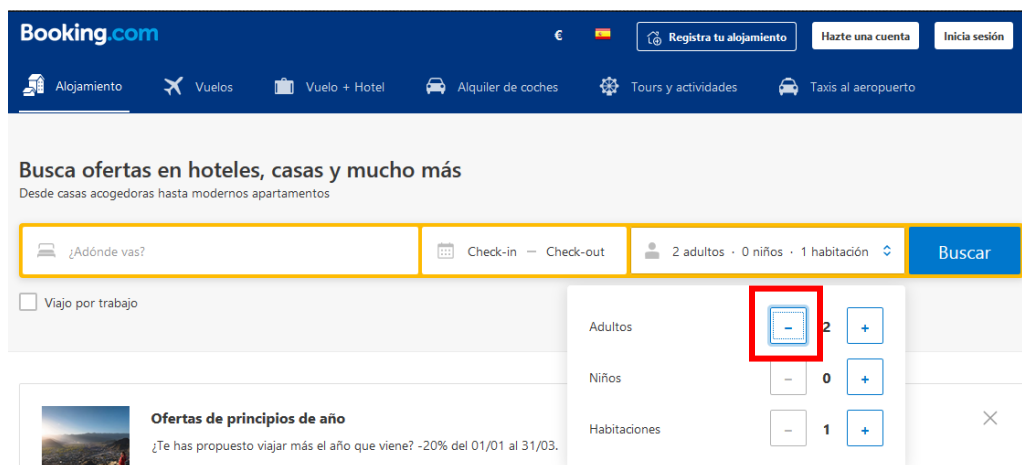 Booking.com
€
Registra tu alojamiento
Hazte una cuenta
Inicia sesión
Alojamiento
Vuelos
Vuelo + Hotel
Alquiler de coches
Tours y actividades
Taxis al aeropuerto
Busca ofertas en hoteles, casas y mucho más
Desde casas acogedoras hasta modernos apartamentos
¿Adónde vas?
Check-in — Check-out
2 adultos · 0 niños · 1 habitación
Buscar
Viajo por trabajo
Adultos − 2 +
Niños − 0 +
Habitaciones − 1 +
Ofertas de principios de año
¿Te has propuesto viajar más el año que viene? -20% del 01/01 al 31/03.